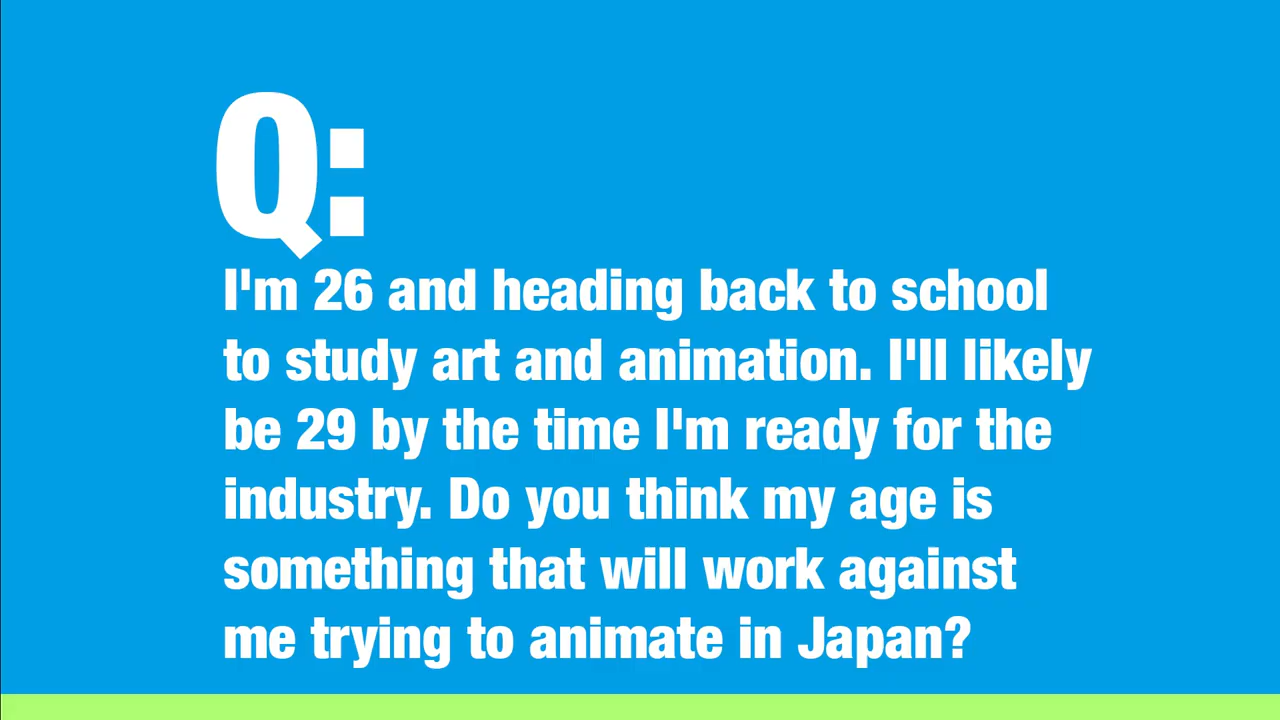 Q:
I'm 26 and heading back to school
to study art and animation. I'll likely
be 29 by the time I'm ready for the
industry. Do you think my age is
something that will work against
me trying to animate in Japan?